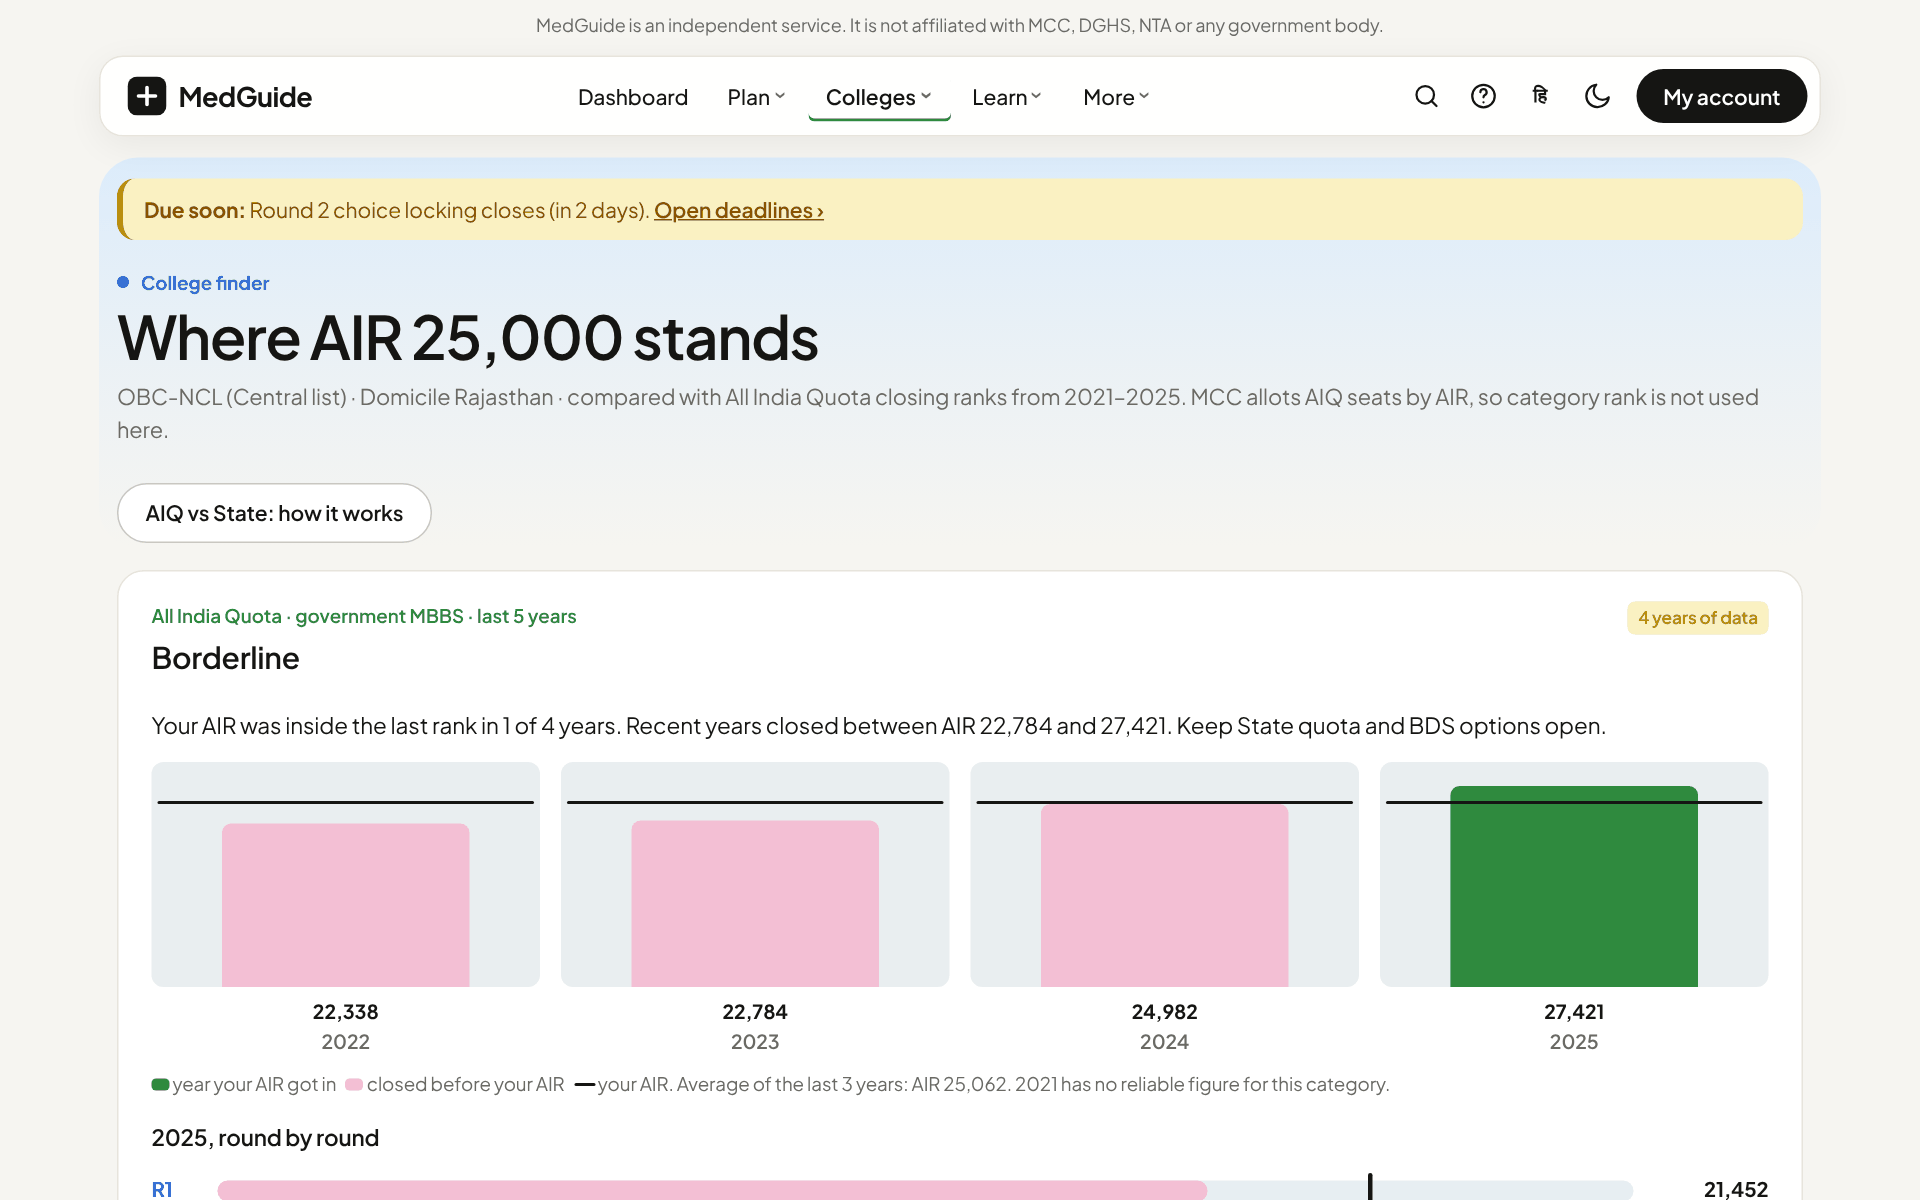 MedGuide is an independent service. It is not affiliated with MCC, DGHS, NTA or any government body.
MedGuide
Dashboard
Plan
Colleges
Learn
More
हि
My account
Due soon: Round 2 choice locking closes (in 2 days). Open deadlines ›
College finder
Where AIR 25,000 stands
OBC-NCL (Central list) · Domicile Rajasthan · compared with All India Quota closing ranks from 2021–2025. MCC allots AIQ seats by AIR, so category rank is not used
here.
AIQ vs State: how it works
All India Quota · government MBBS · last 5 years
4 years of data
Borderline
Your AIR was inside the last rank in 1 of 4 years. Recent years closed between AIR 22,784 and 27,421. Keep State quota and BDS options open.
22,338
2022
22,784
2023
24,982
2024
27,421
2025
year your AIR got in
closed before your AIR
your AIR. Average of the last 3 years: AIR 25,062. 2021 has no reliable figure for this category.
2025, round by round
R1
21,452